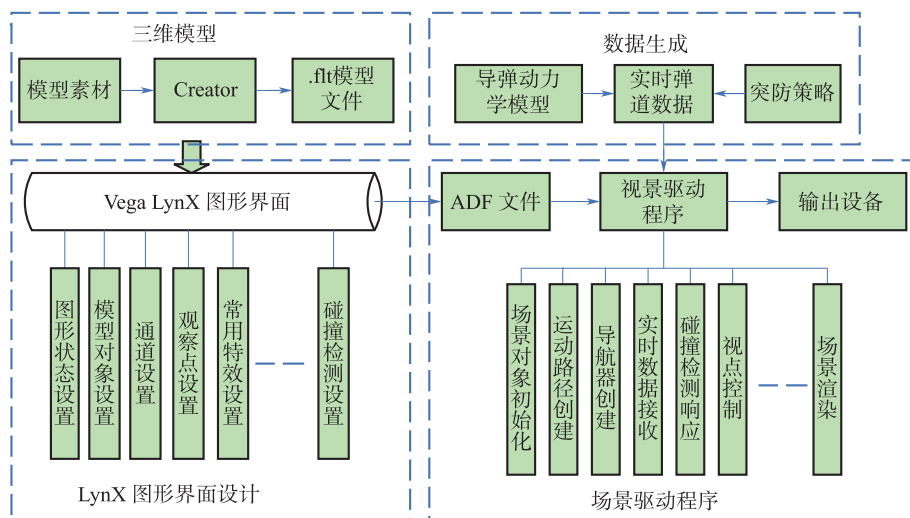 三维模型
模型素材
Creator
.flt模型
文件
数据生成
导弹动力
学模型
实时弹
道数据
突防策略
Vega LynX 图形界面
ADF 文件
视景驱动
程序
输出设备
图形状态设置
模型对象设置
通道设置
观察点设置
常用特效设置
碰撞检测设置
LynX 图形界面设计
场景对象初始化
运动路径创建
导航器创建
实时数据接收
碰撞检测响应
视点控制
场景渲染
场景驱动程序